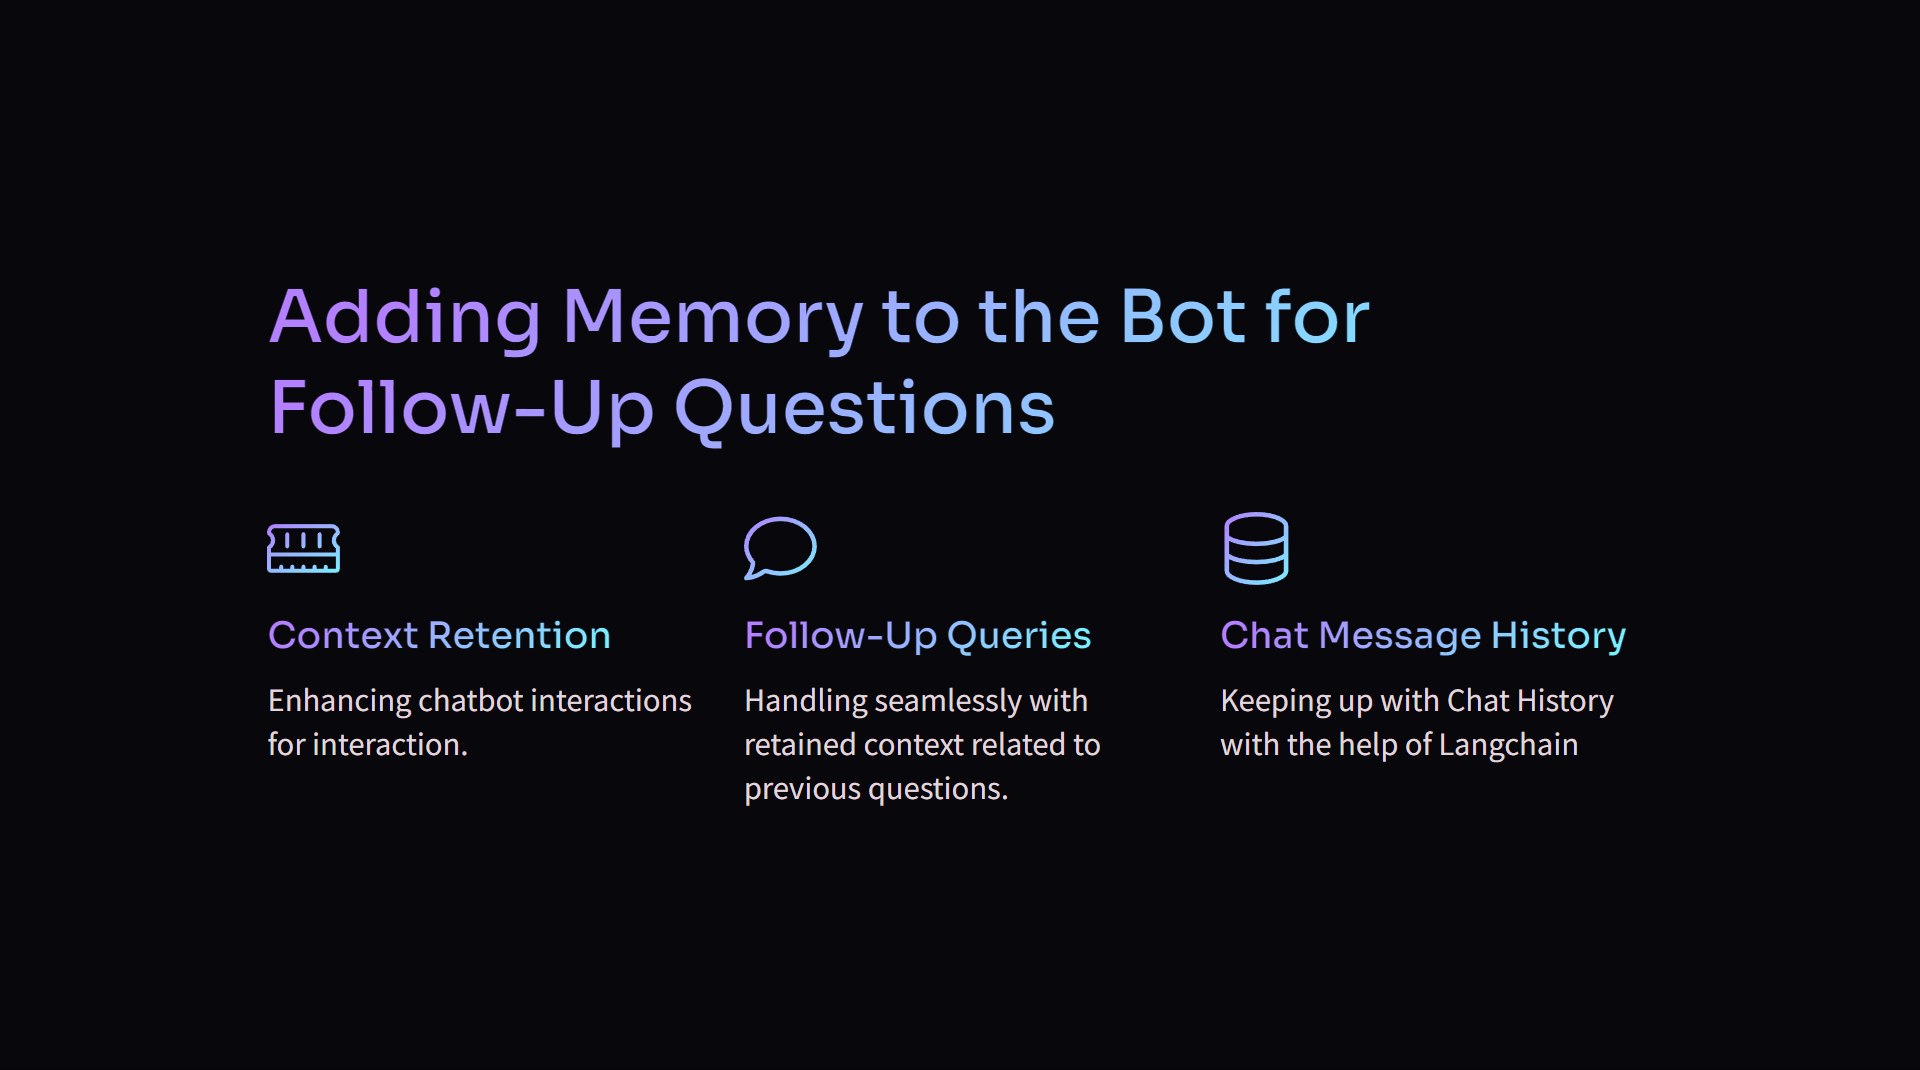 Adding Memory to the Bot for
Follow-Up Questions
Context Retention
Enhancing chatbot interactions
for interaction.
Follow-Up Queries
Handling seamlessly with
retained context related to
previous questions.
Chat Message History
Keeping up with Chat History
with the help of Langchain